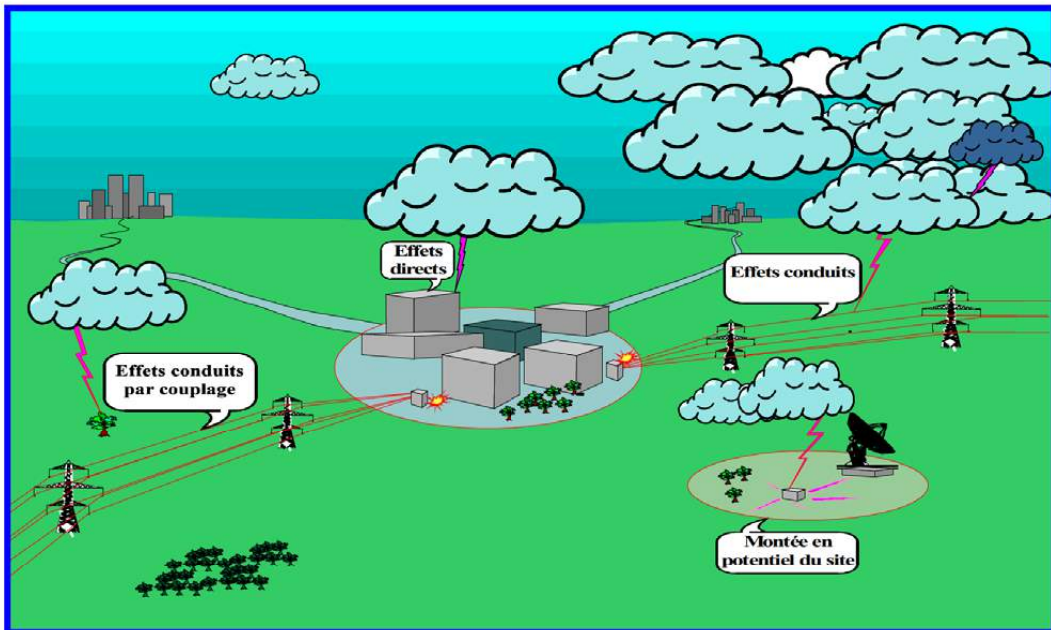 Effets
directs
Effets conduits
Effets conduits
par couplage
Montée en
potentiel du site